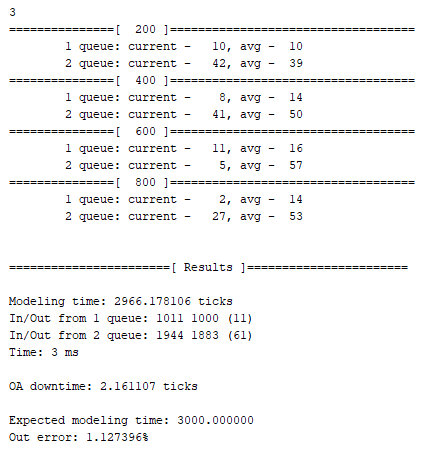 3
===============[  200 ]===================================
        1 queue: current -   10, avg -  10
        2 queue: current -   42, avg -  39
===============[  400 ]===================================
        1 queue: current -    8, avg -  14
        2 queue: current -   41, avg -  50
===============[  600 ]===================================
        1 queue: current -   11, avg -  16
        2 queue: current -    5, avg -  57
===============[  800 ]===================================
        1 queue: current -    2, avg -  14
        2 queue: current -   27, avg -  53
=======================[ Results ]=======================
Modeling time: 2966.178106 ticks
In/Out from 1 queue: 1011 1000 (11)
In/Out from 2 queue: 1944 1883 (61)
Time: 3 ms
OA downtime: 2.161107 ticks
Expected modeling time: 3000.000000
Out error: 1.127396%